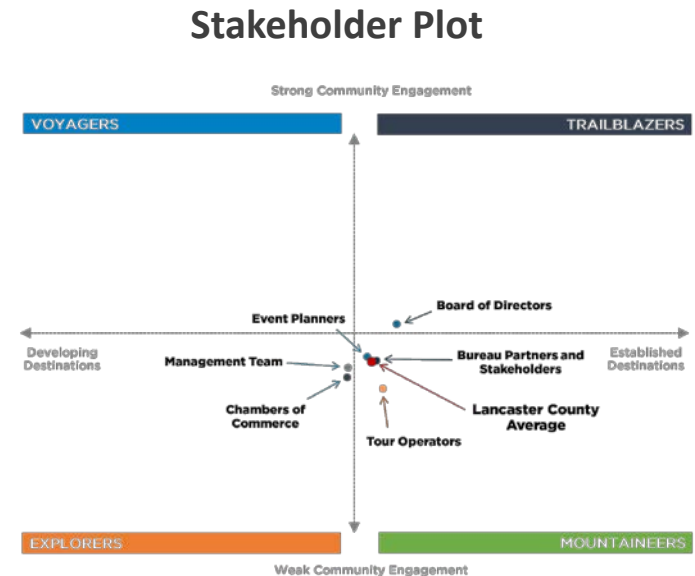 Stakeholder Plot
Strong Community Engagement
VOYAGERS
TRAILBLAZERS
Board of Directors
Event Planners
Developing
Destinations
Management Team
Bureau Partners and
Stakeholders
Established
Destinations
Chambers of
Commerce
Lancaster County
Average
Tour Operators
EXPLORERS
MOUNTAINEERS
Weak Community Engagement